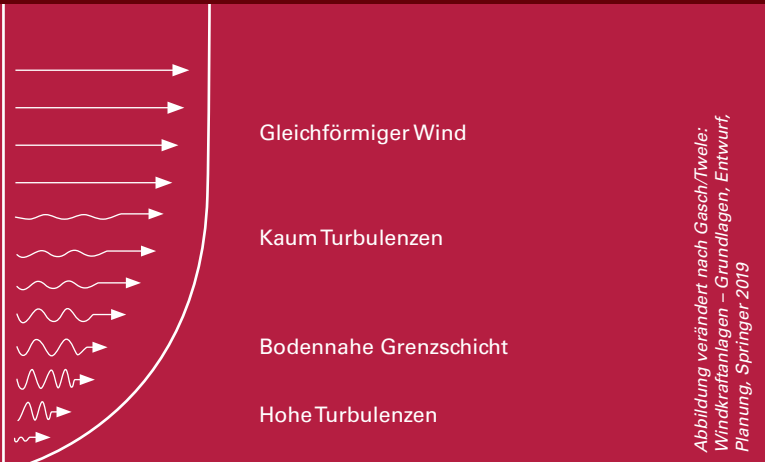 Gleichförmiger Wind
Kaum Turbulenzen
Bodennahe Grenzschicht
Hohe Turbulenzen
Abbildung verändert nach Gasch/Twele:
Windkraftanlagen – Grundlagen, Entwurf,
Planung, Springer 2019